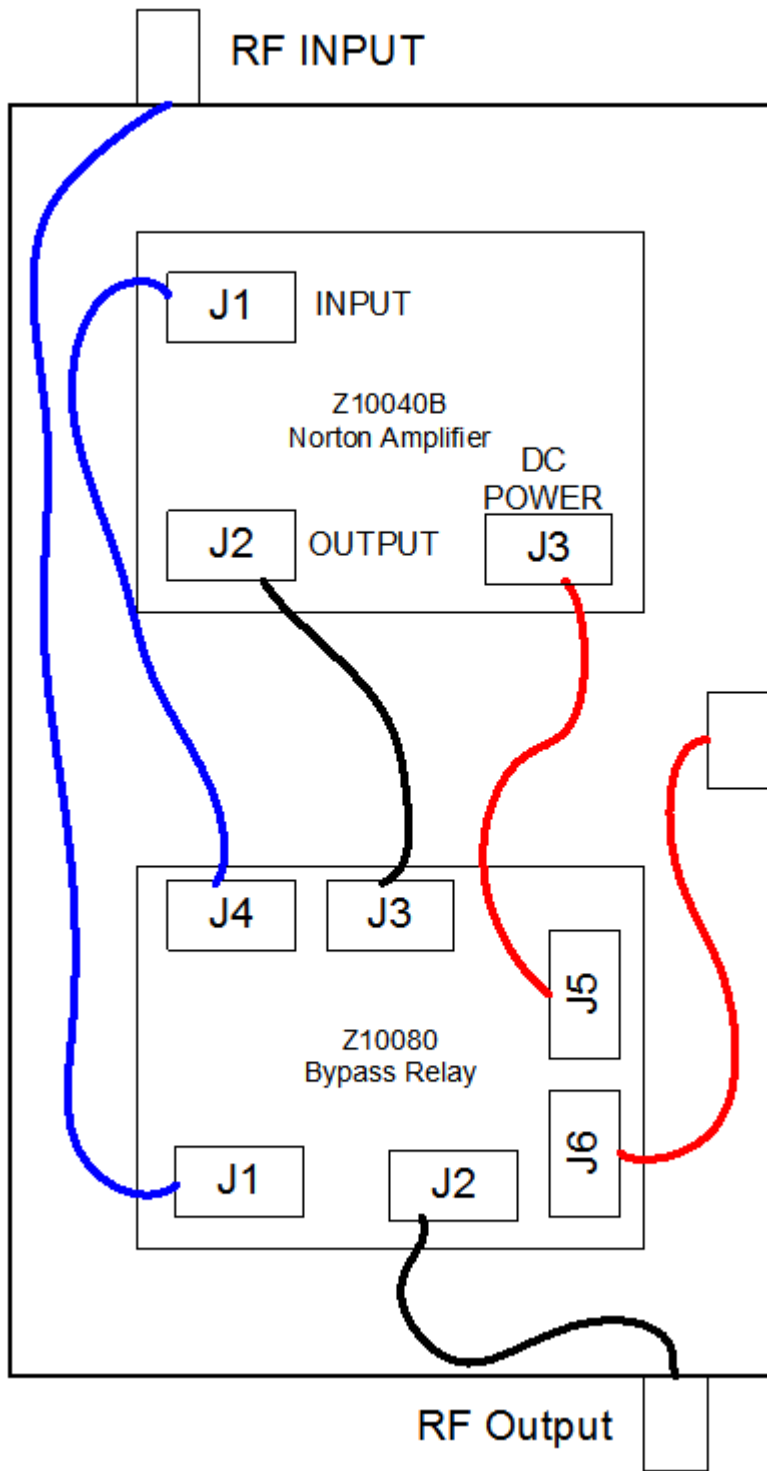 RF INPUT
J1 INPUT
Z10040B
Norton Amplifier
DC
POWER
J2 OUTPUT
J3
J4
J3
J5
Z10080
Bypass Relay
J6
J1
J2
RF Output